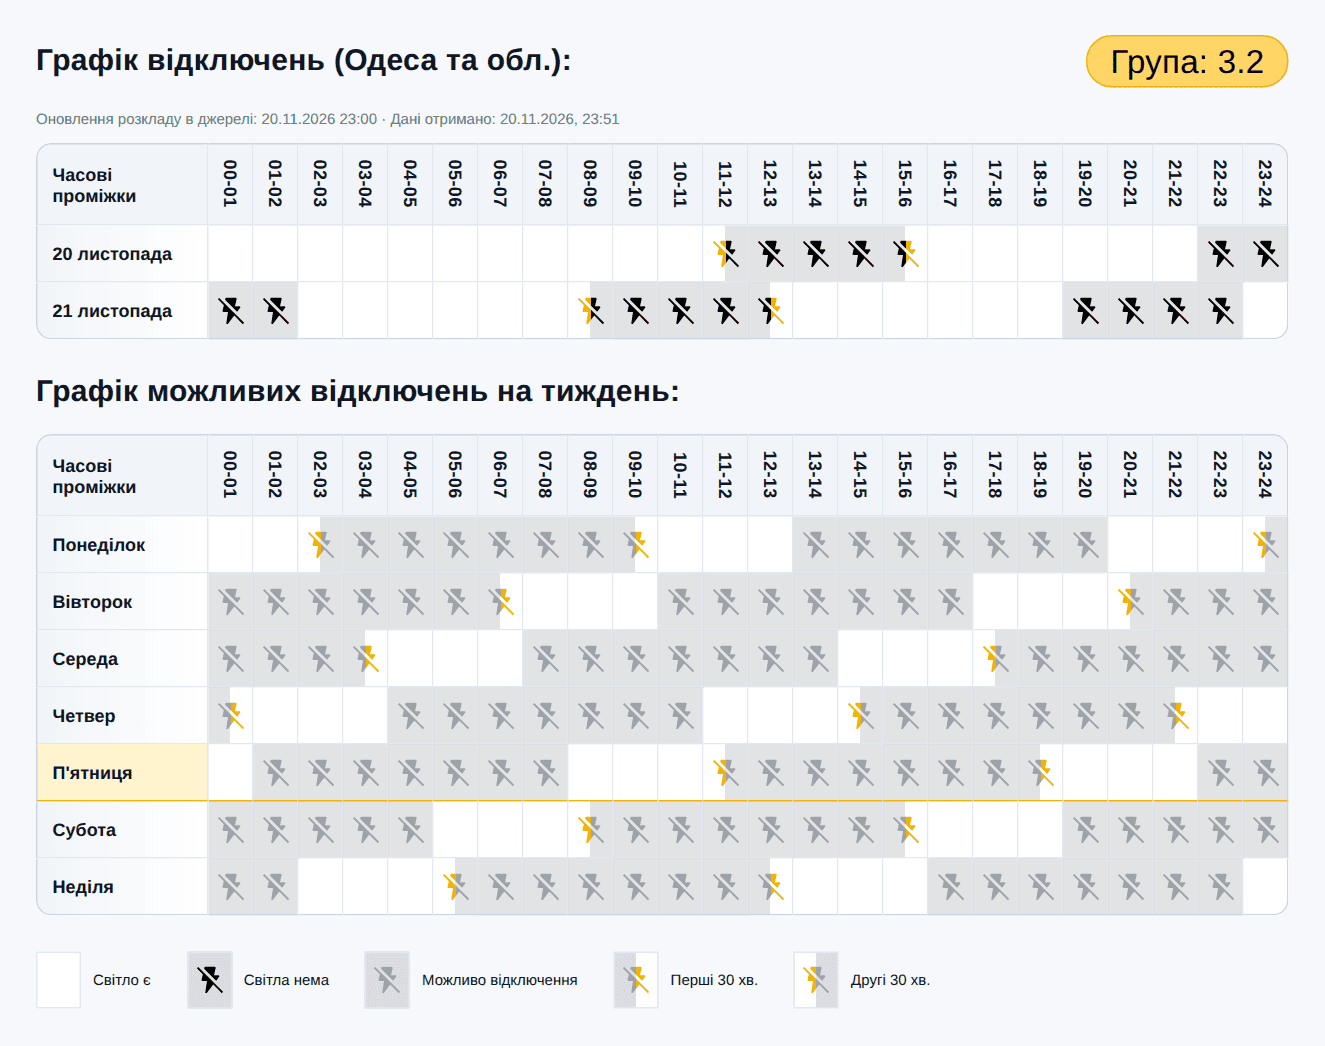 Графік відключень (Одеса та обл.):
Група: 3.2
Оновлення розкладу в джерелі: 20.11.2026 23:00 · Дані отримано: 20.11.2026, 23:51
Часові проміжки 00-01 01-02 02-03 03-04 04-05 05-06 06-07 07-08 08-09 09-10 10-11 11-12 12-13 13-14 14-15 15-16 16-17 17-18 18-19 19-20 20-21 21-22 22-23 23-24
20 листопада
21 листопада
Графік можливих відключень на тиждень:
Часові проміжки 00-01 01-02 02-03 03-04 04-05 05-06 06-07 07-08 08-09 09-10 10-11 11-12 12-13 13-14 14-15 15-16 16-17 17-18 18-19 19-20 20-21 21-22 22-23 23-24
Понеділок
Вівторок
Середа
Четвер
П'ятниця
Субота
Неділя
Світло є Світла нема Можливо відключення Перші 30 хв. Другі 30 хв.